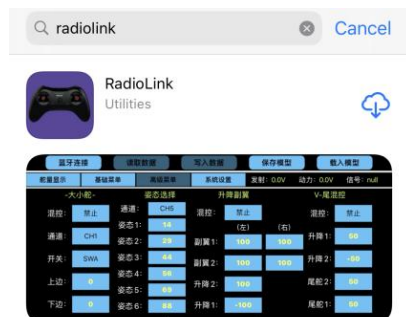 radiolink
Cancel
RadioLink
Utilities
蓝牙连接 读取数据 写入数据 保存模型 载入模型
舵量显示 基础菜单 高级菜单 系统设置 发射: 0.0V 动力: 0.0V 信号: null
-大小舵- 姿态选择 升降副翼 V-尾混控
混控: 禁止 通道: CH5 混控: 禁止 混控: 禁止
(左) (右)
通道: CH1 姿态1: 14 副翼1: 100 100 升降1: 50
姿态2: 29
开关: SWA 姿态3: 44 副翼2: 100 100 升降2: -50
上边: 0 姿态4: 56 升降2: 100 尾舵2: 50
姿态5: 69
下边: 0 姿态6: 86 升降1: -100 尾舵1: 50